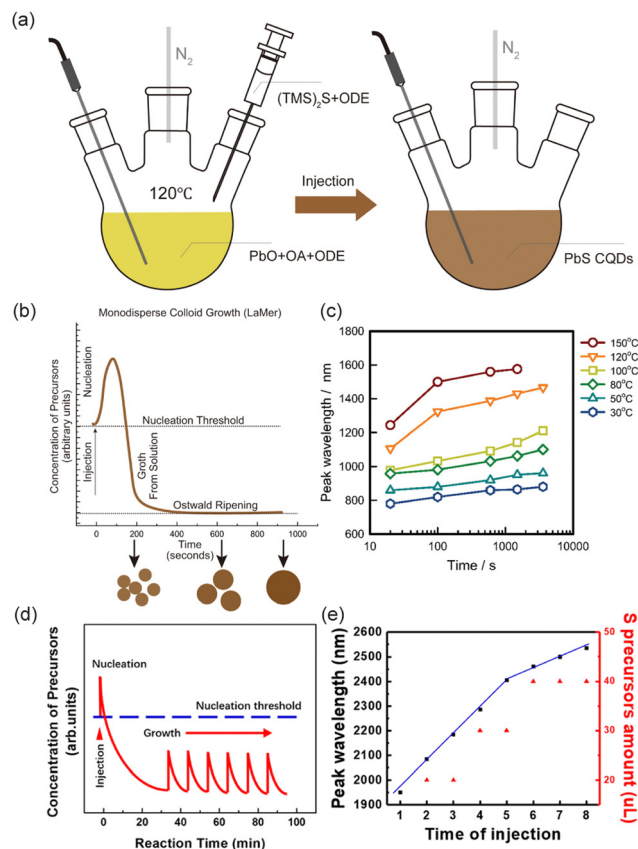 (a)
N2
(TMS)2S+ODE
120℃
PbO+OA+ODE
Injection
N2
PbS CQDs
(b)
Monodisperse Colloid Growth (LaMer)
Concentration of Precursors
(arbitrary units)
Nucleation
Injection
Nucleation Threshold
Groth
From Solution
Ostwald Ripening
0 200 400 600 800 1000
Time
(seconds)
(c)
Peak wavelength / nm
1800
1600
1400
1200
1000
800
600
10 100 1000 10000
Time / s
150°C
120°C
100°C
80°C
50°C
30°C
(d)
Concentration of Precursors
(arb.units)
Nucleation
Injection
Nucleation threshold
Growth
0 20 40 60 80 100
Reaction Time (min)
(e)
Peak wavelength (nm)
2600
2500
2400
2300
2200
2100
2000
1900
1 2 3 4 5 6 7 8
Time of injection
50
40
30
20
S precursors amount (uL)